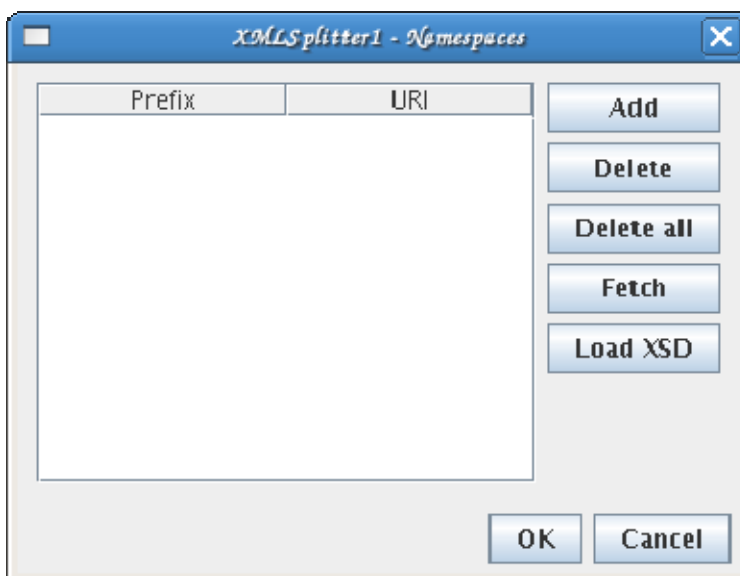 XMLSplitter1 - Namespaces
Prefix URI
Add
Delete
Delete all
Fetch
Load XSD
OK Cancel